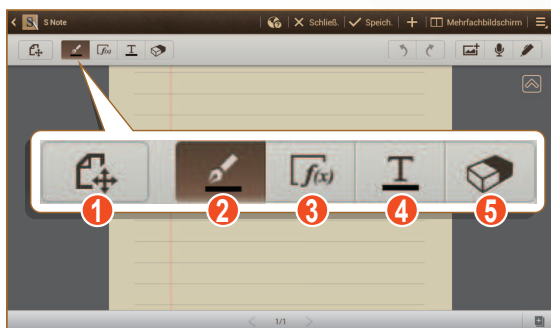 S Note Schließ. Speich. Mehrfachbildschirm
f(x) T
f(x) T
1 2 3 4 5
1/1